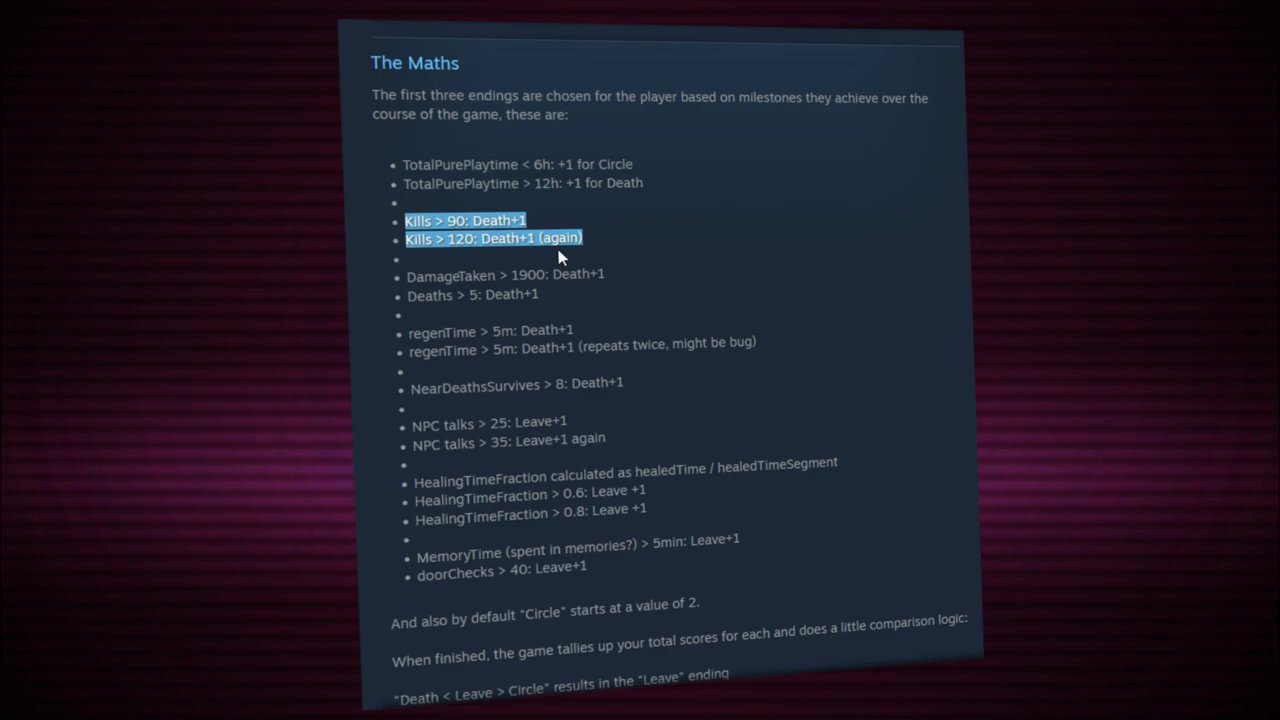 The Maths
The first three endings are chosen for the player based on milestones they achieve over the
course of the game, these are:
• TotalPurePlaytime < 6h: +1 for Circle
• TotalPurePlaytime > 12h: +1 for Death
•
• Kills > 90: Death+1
• Kills > 120: Death+1 (again)
•
• DamageTaken > 1900: Death+1
• Deaths > 5: Death+1
•
• regenTime > 5m: Death+1
• regenTime > 5m: Death+1 (repeats twice, might be bug)
•
• NearDeathsSurvives > 8: Death+1
•
• NPC talks > 25: Leave+1
• NPC talks > 35: Leave+1 again
•
• HealingTimeFraction calculated as healedTime / healedTimeSegment
• HealingTimeFraction > 0.6: Leave +1
• HealingTimeFraction > 0.8: Leave +1
•
• MemoryTime (spent in memories?) > 5min: Leave+1
• doorChecks > 40: Leave+1
And also by default "Circle" starts at a value of 2.
When finished, the game tallies up your total scores for each and does a little comparison logic:
"Death < Leave > Circle" results in the "Leave" ending